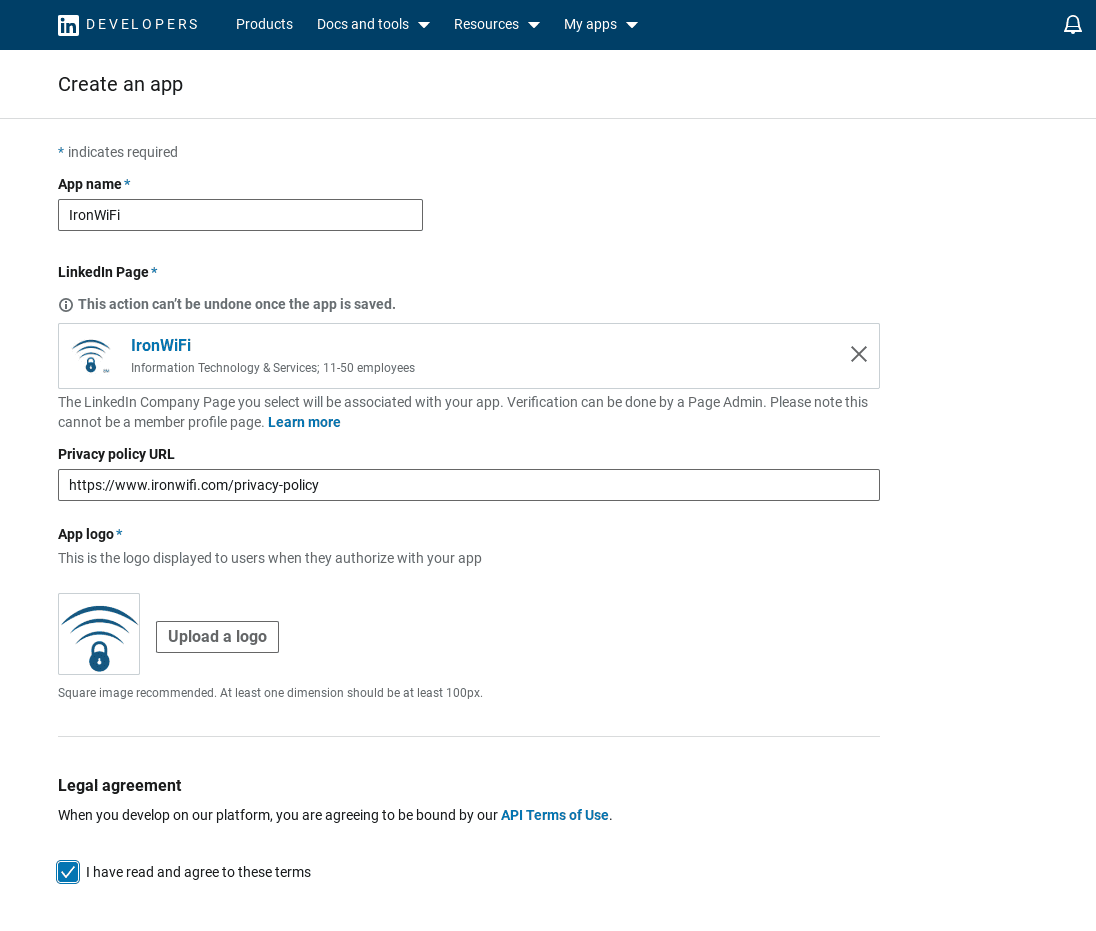 in DEVELOPERS Products Docs and tools Resources My apps
Create an app
* indicates required
App name *
IronWiFi
LinkedIn Page *
This action can't be undone once the app is saved.
IronWiFi
Information Technology & Services; 11-50 employees
The LinkedIn Company Page you select will be associated with your app. Verification can be done by a Page Admin. Please note this
cannot be a member profile page. Learn more
Privacy policy URL
https://www.ironwifi.com/privacy-policy
App logo *
This is the logo displayed to users when they authorize with your app
Upload a logo
Square image recommended. At least one dimension should be at least 100px.
Legal agreement
When you develop on our platform, you are agreeing to be bound by our API Terms of Use.
I have read and agree to these terms